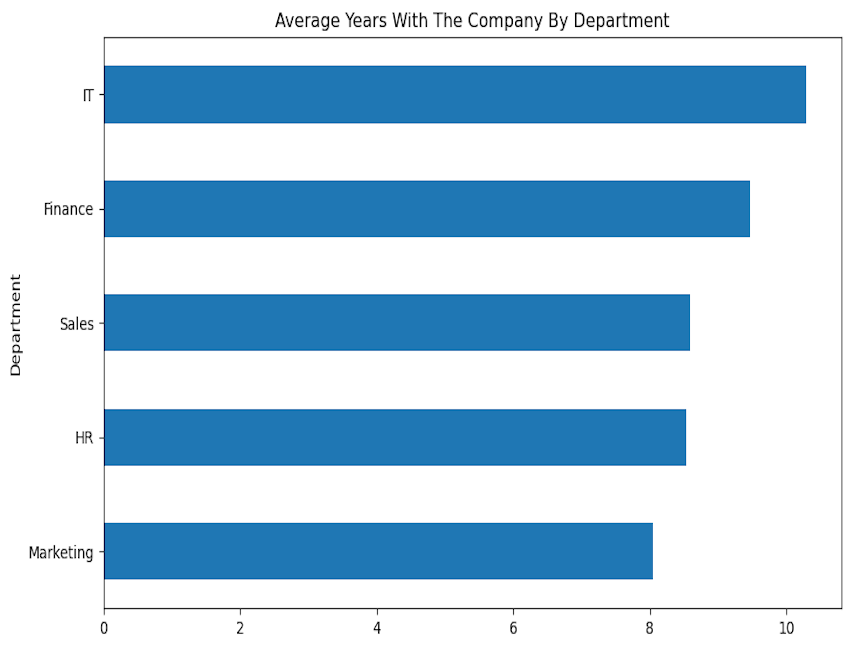 Average Years With The Company By Department
Department
IT
Finance
Sales
HR
Marketing
0 2 4 6 8 10